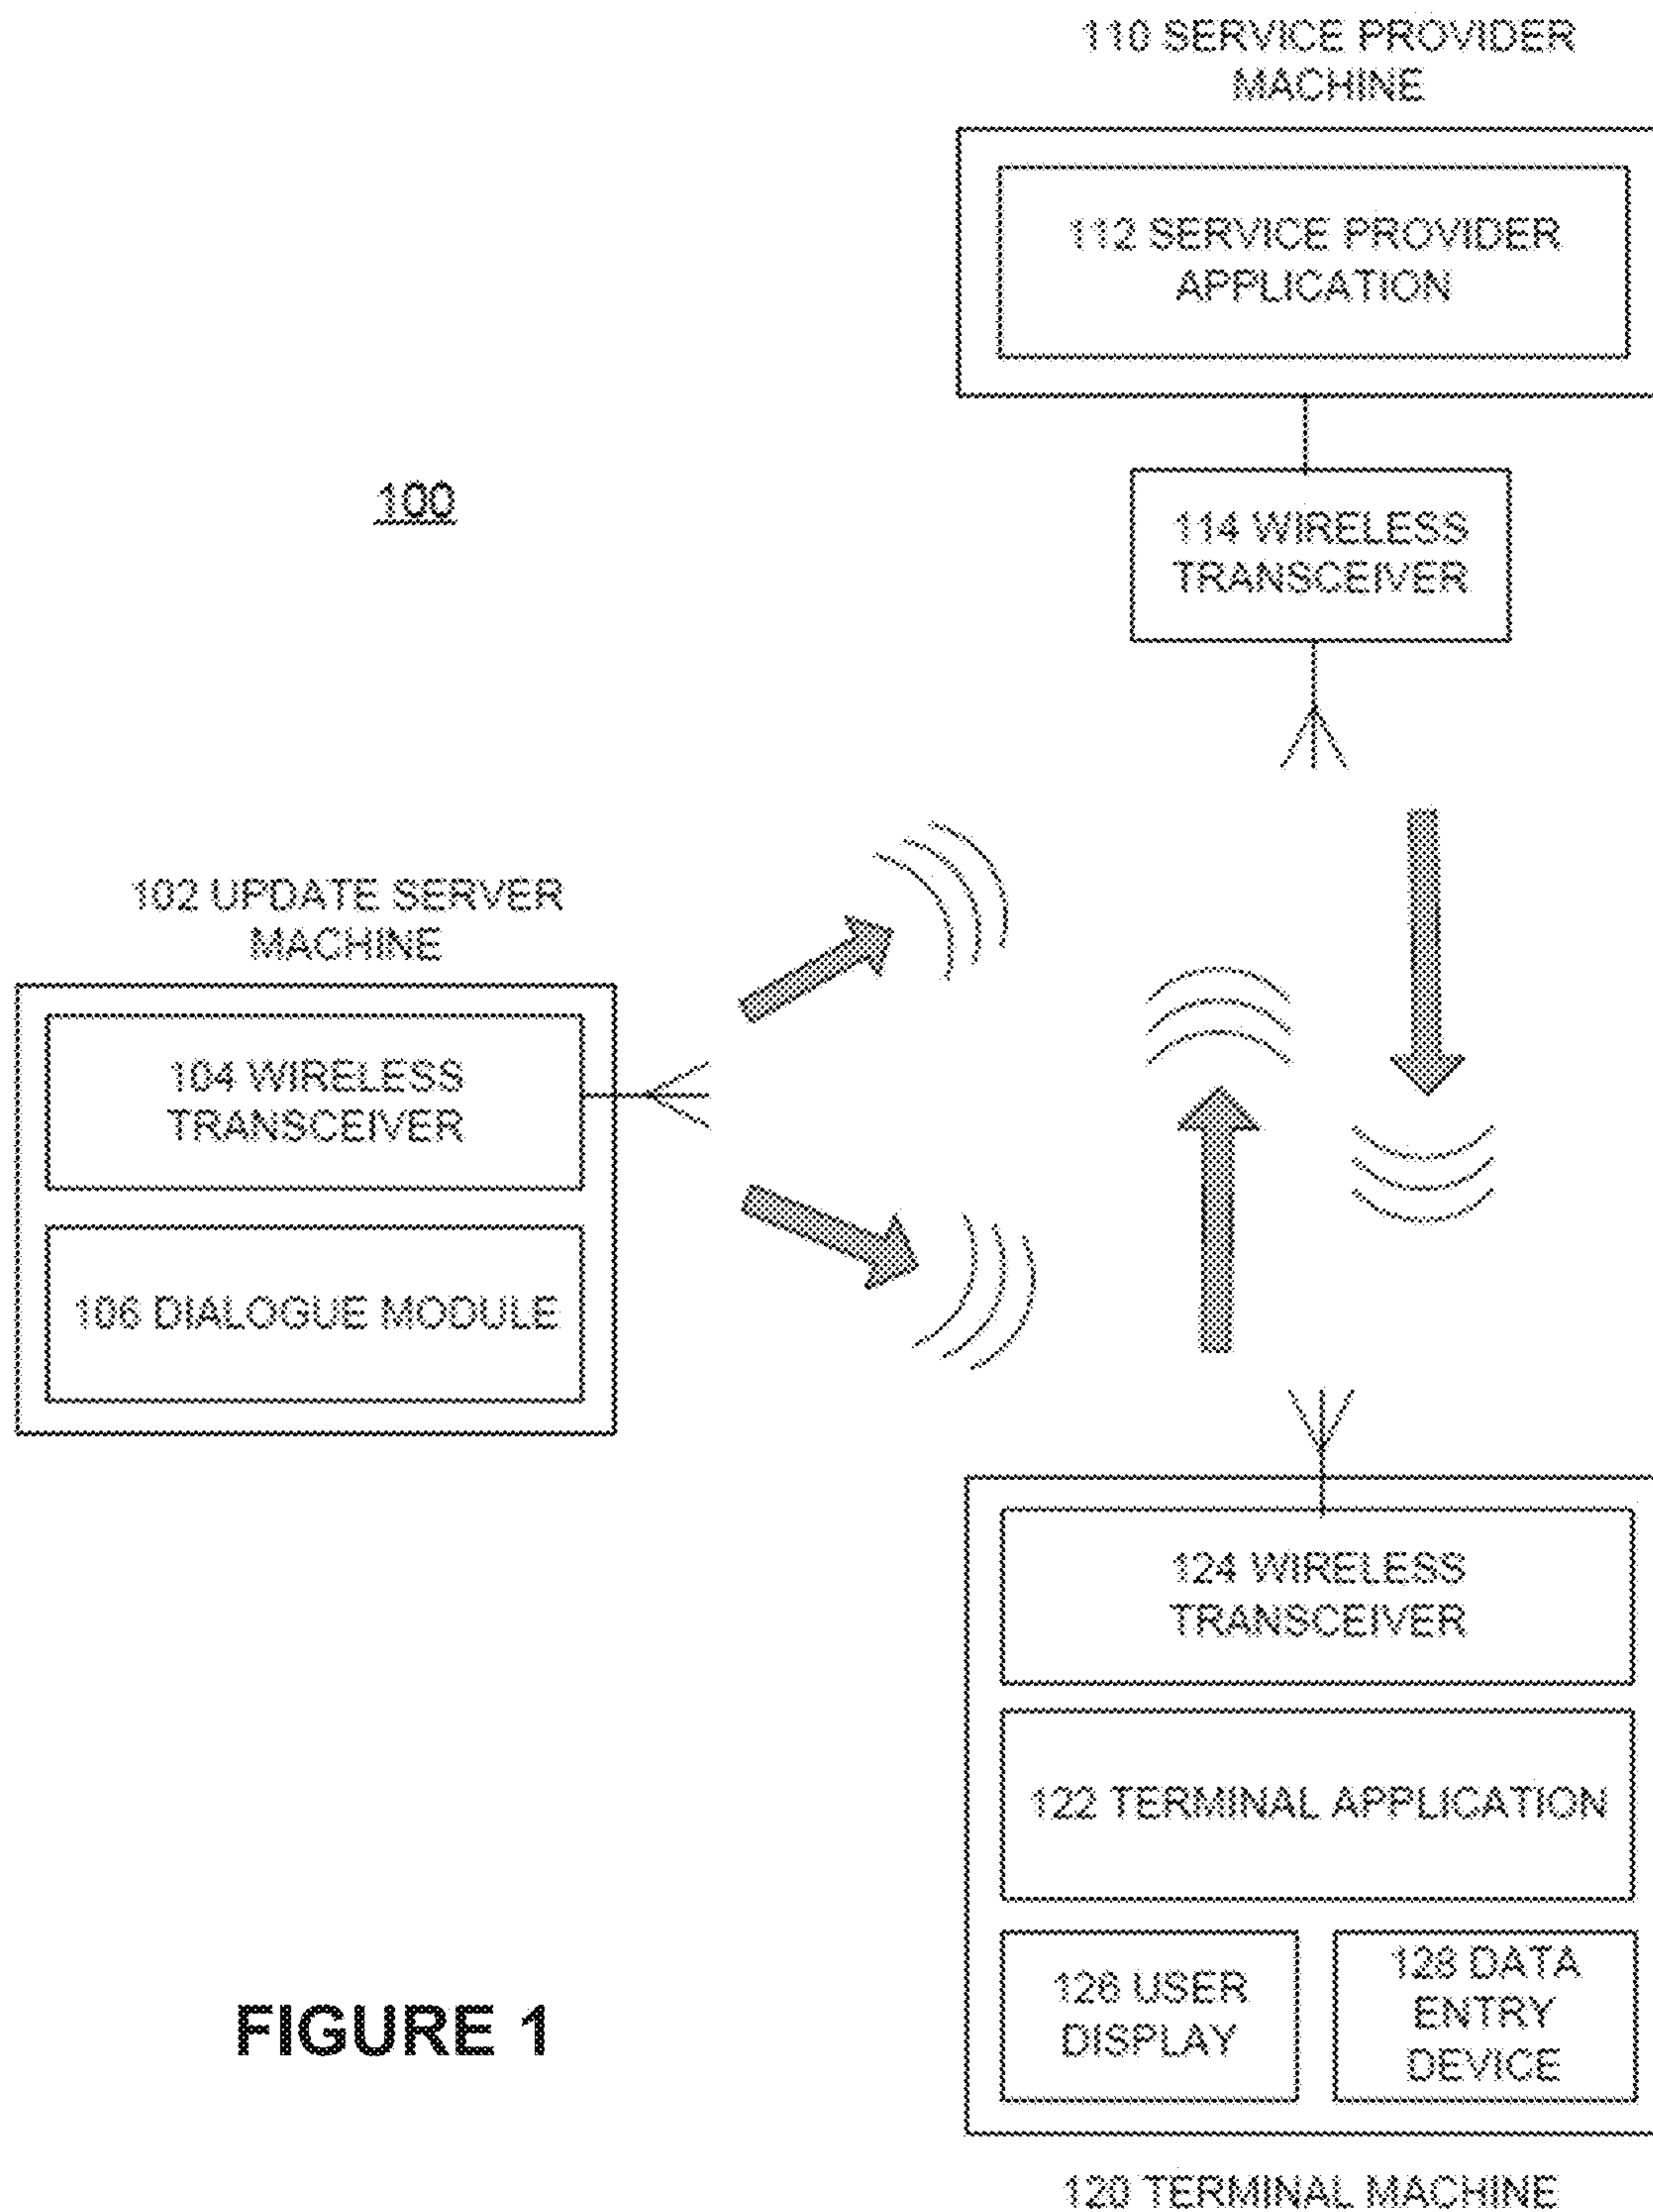 110 SERVICE PROVIDER
MACHINE
112 SERVICE PROVIDER
APPLICATION
100
114 WIRELESS
TRANSCEIVER
102 UPDATE SERVER
MACHINE
104 WIRELESS
TRANSCEIVER
106 DIALOGUE MODULE
124 WIRELESS
TRANSCEIVER
122 TERMINAL APPLICATION
126 USER
DISPLAY
128 DATA
ENTRY
DEVICE
FIGURE 1
120 TERMINAL MACHINE